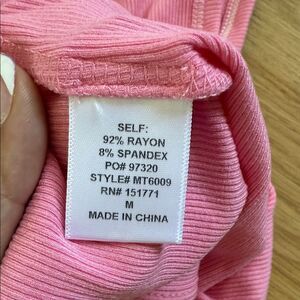 SELF:
92% RAYON
8% SPANDEX
PO# 97320
STYLE# MT6009
RN# 151771
M
MADE IN CHINA